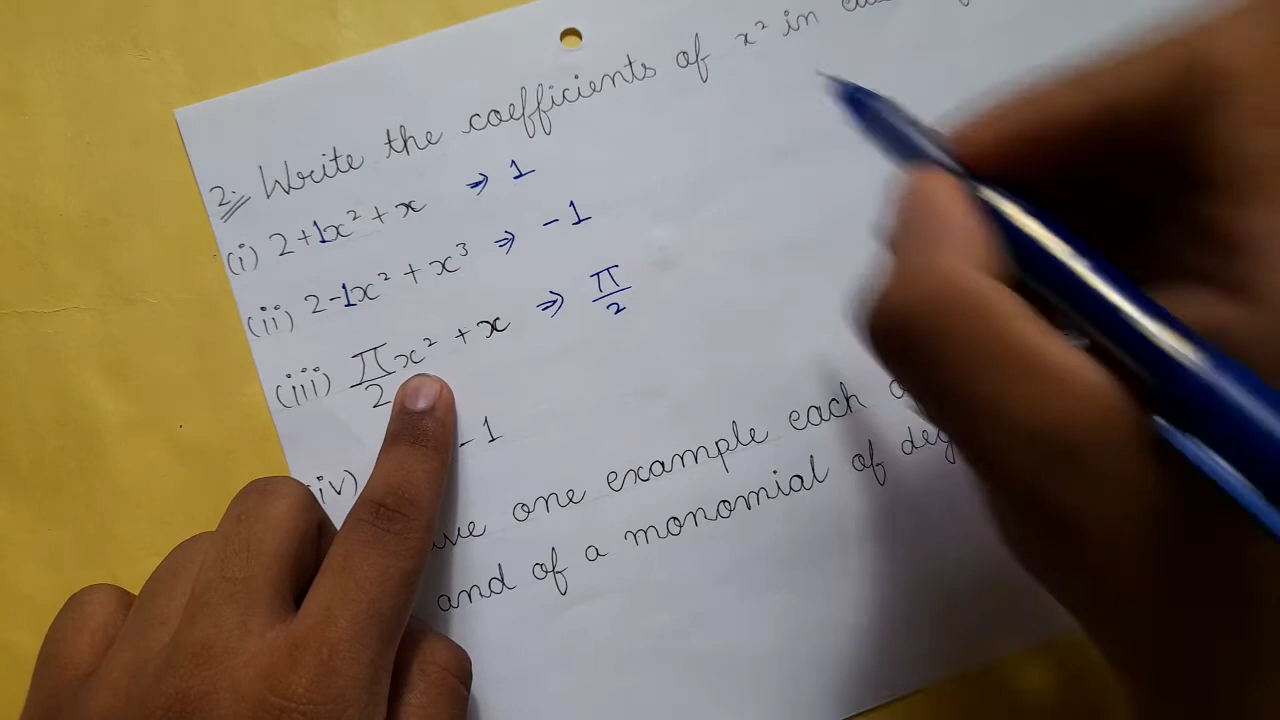 2. Write the coefficients of x² in
(i) 2+1x²+x ⇒ 1
(ii) 2-1x²+x³ ⇒ -1
(iii) π/2 x²+x ⇒ π/2
(iv) -1
one example each
and of a monomial of